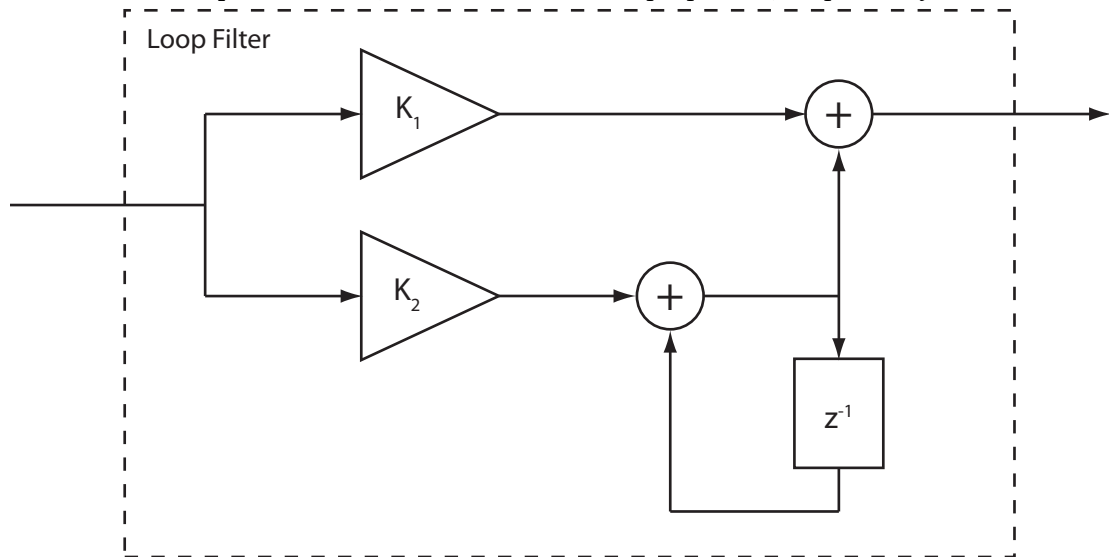 Loop Filter
K₁
+
K₂
+
z⁻¹